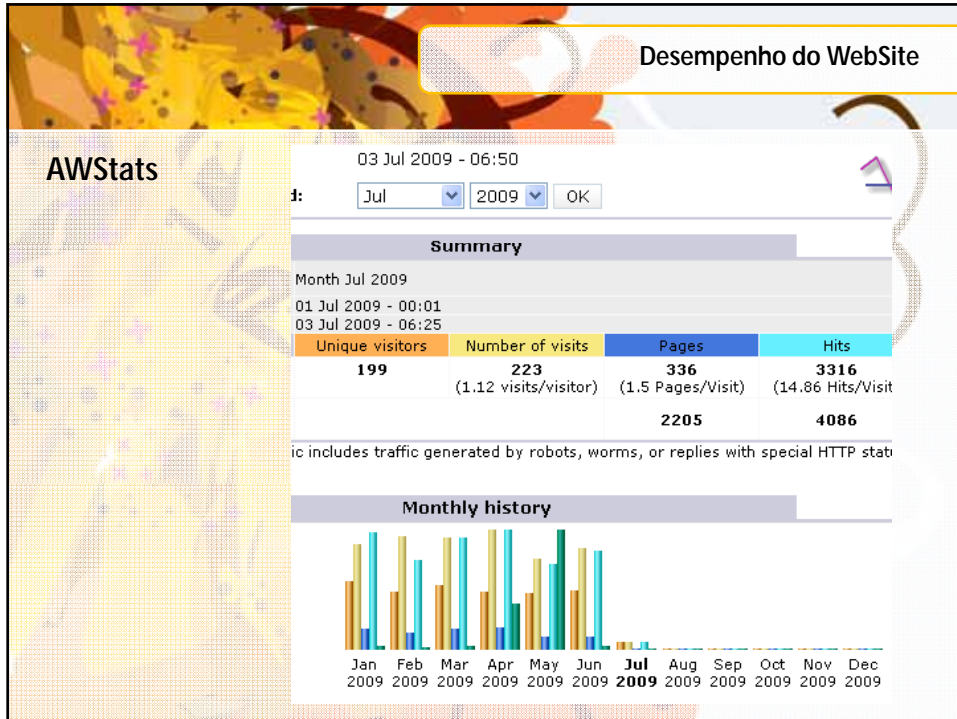 Desempenho do WebSite
AWStats
03 Jul 2009 - 06:50
d:
Jul 2009 OK
Summary
Month Jul 2009
01 Jul 2009 - 00:01
03 Jul 2009 - 06:25
Unique visitors Number of visits Pages Hits
199 223 336 3316
(1.12 visits/visitor) (1.5 Pages/Visit) (14.86 Hits/Visit
2205 4086
ic includes traffic generated by robots, worms, or replies with special HTTP stat
Monthly history
Jan Feb Mar Apr May Jun Jul Aug Sep Oct Nov Dec
2009 2009 2009 2009 2009 2009 2009 2009 2009 2009 2009 2009